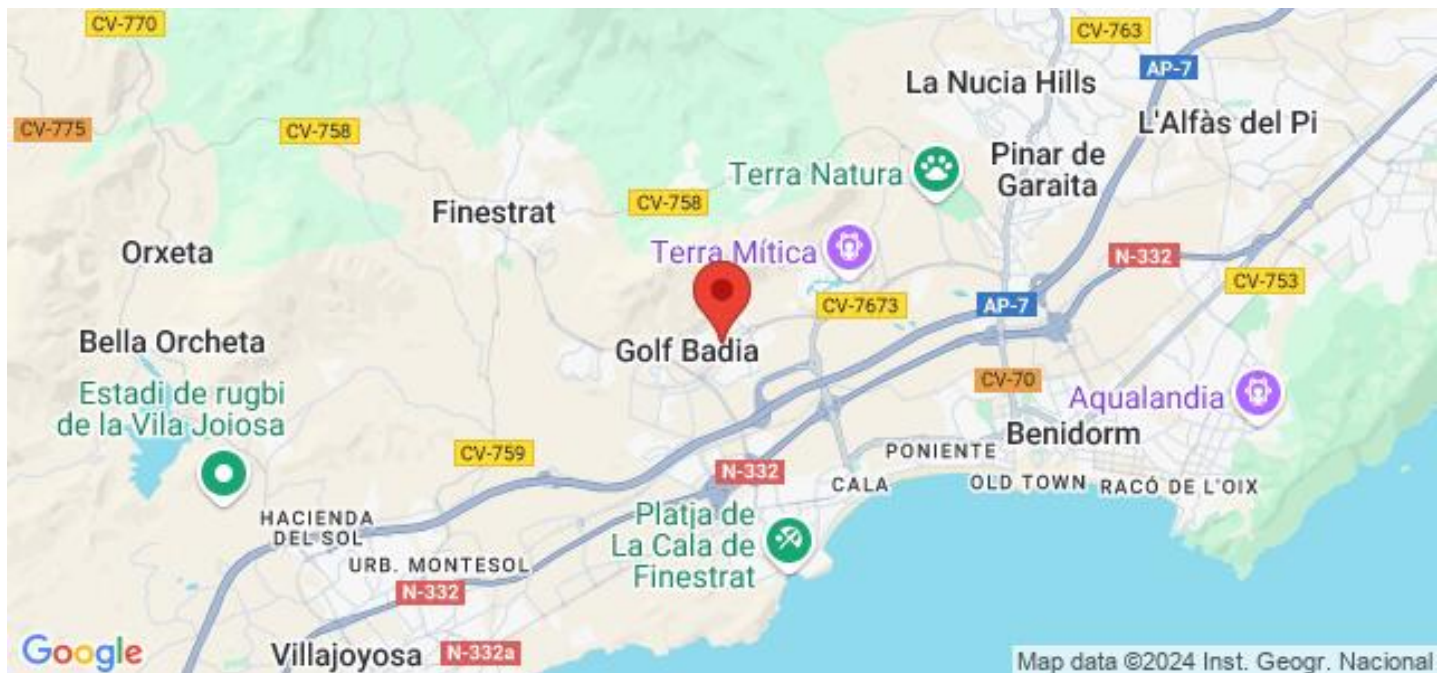 CV-770
CV-763
AP-7
La Nucia Hills
CV-775
CV-758
L'Alfàs del Pi
Terra Natura
Pinar de
Garaita
Finestrat
CV-758
Orxeta
Terra Mítica
N-332
CV-753
CV-7673
AP-7
Bella Orcheta
Golf Badia
Estadi de rugbi
de la Vila Joiosa
CV-70
Aqualandia
Benidorm
CV-759
PONIENTE
N-332
CALA
OLD TOWN
RACÓ DE L'OIX
HACIENDA
DEL SOL
Platja de
La Cala de
Finestrat
URB. MONTESOL
N-332
Villajoyosa
N-332a
Google
Map data ©2024 Inst. Geogr. Nacional